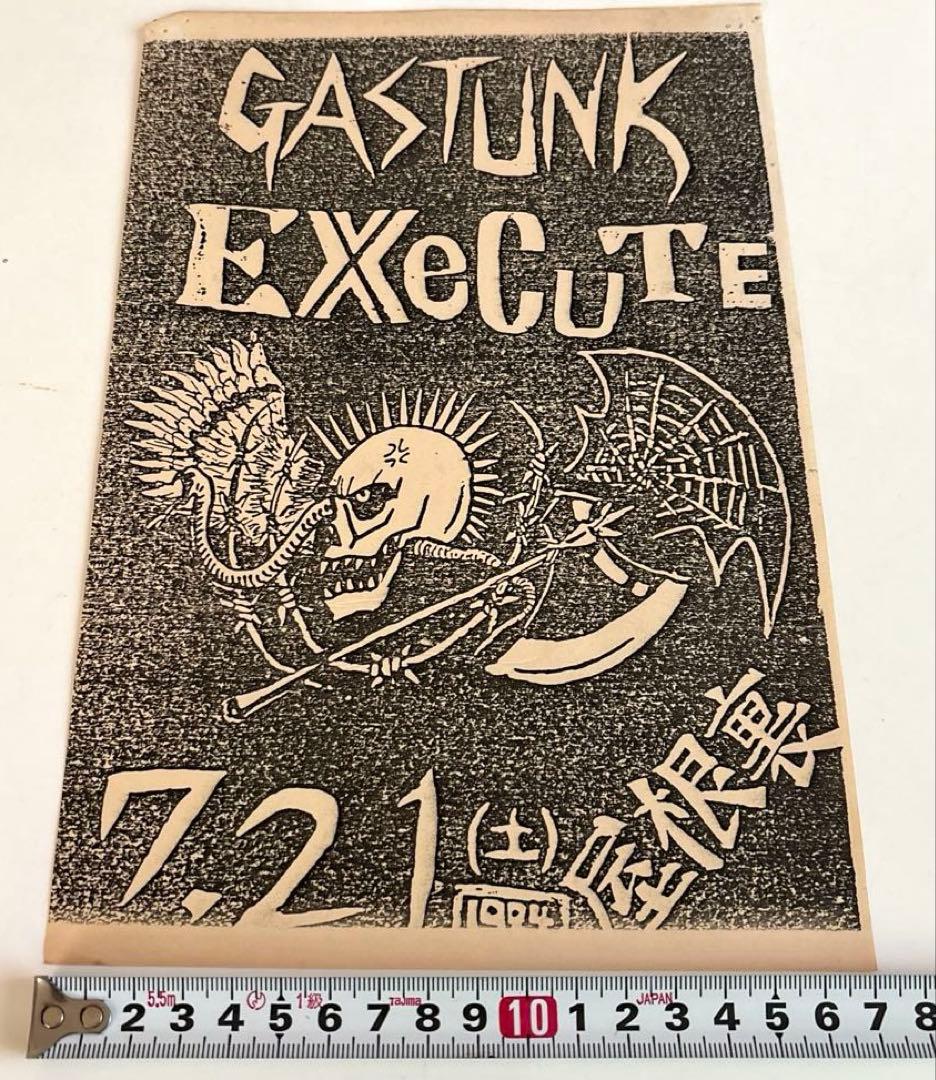 GASTUNK
EXeCUTE
7.21 (土) 屋根裏
1984
5.5m 1級 Tajima JAPAN
2 3 4 5 6 7 8 9 10 1 2 3 4 5 6 7 8